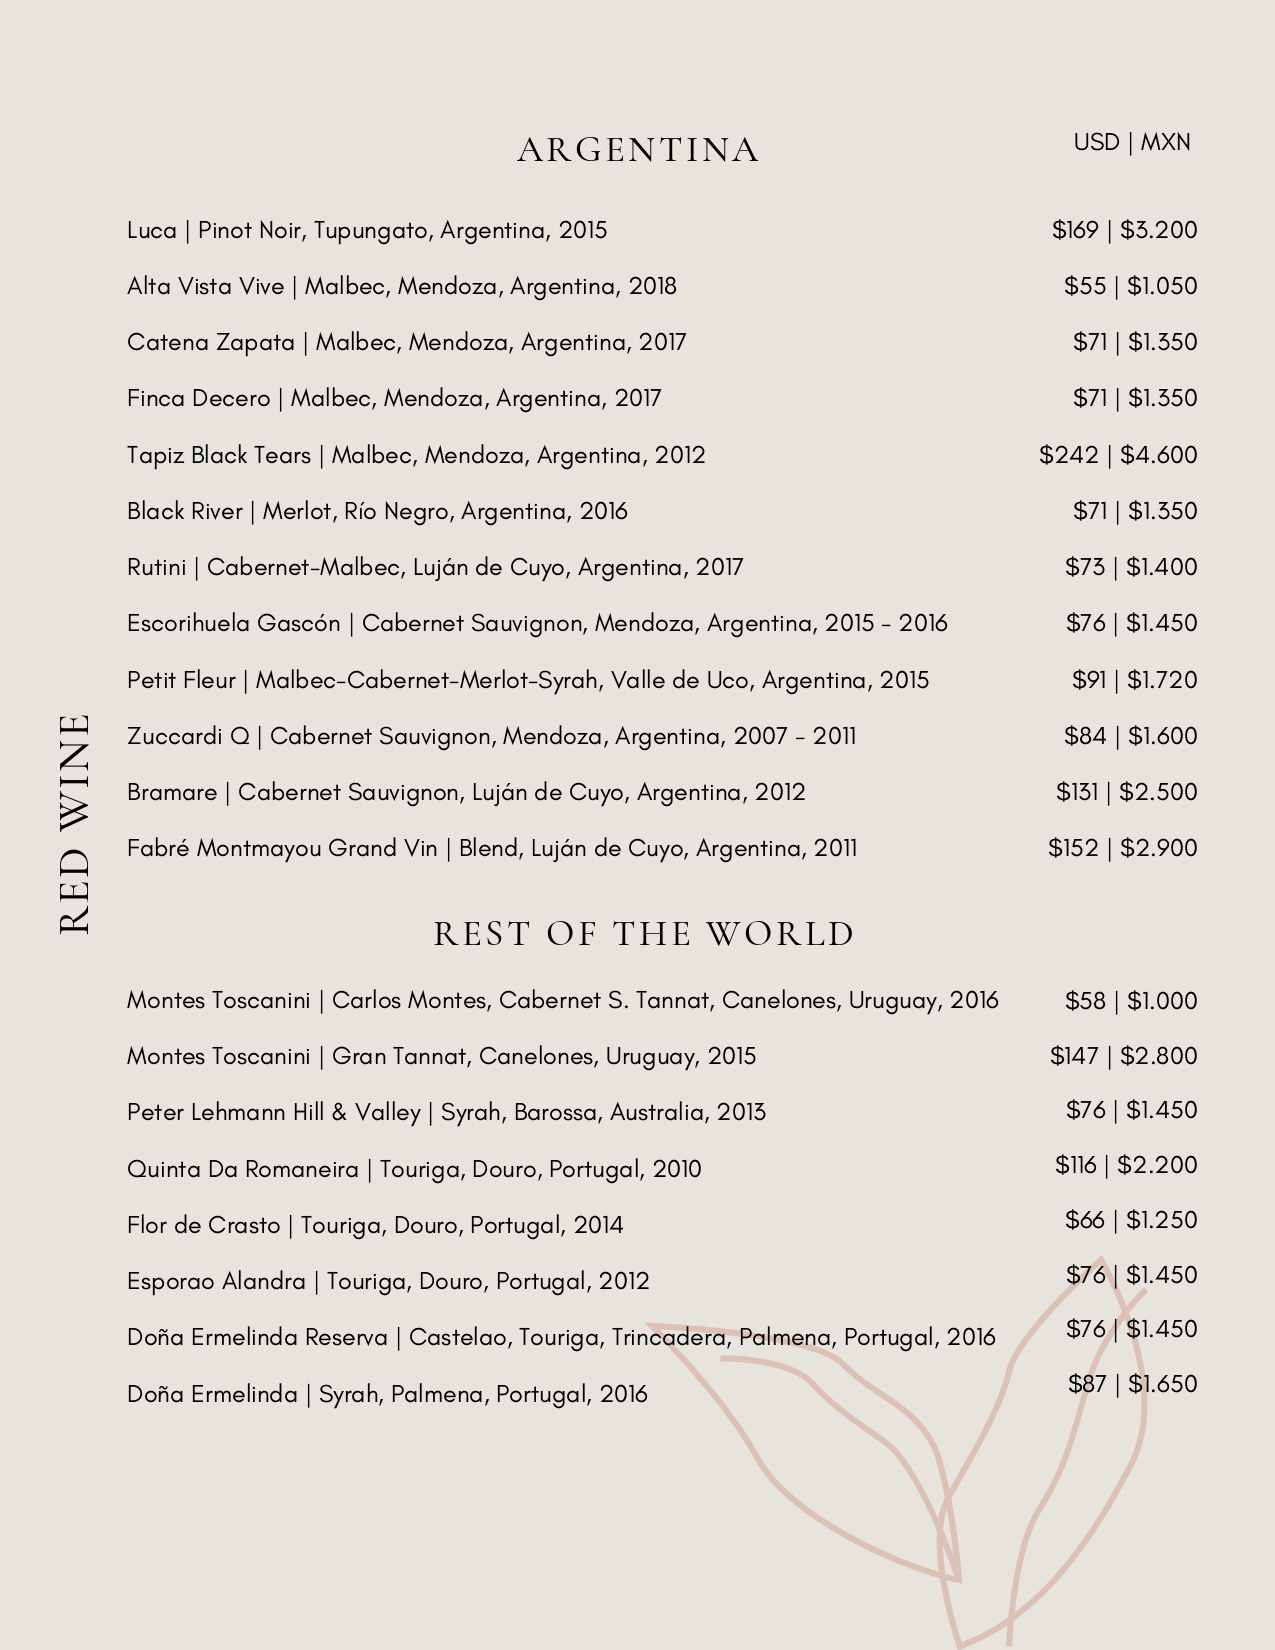 ARGENTINA
USD | MXN
Luca | Pinot Noir, Tupungato, Argentina, 2015 $169 | $3.200
Alta Vista Vive | Malbec, Mendoza, Argentina, 2018 $55 | $1.050
Catena Zapata | Malbec, Mendoza, Argentina, 2017 $71 | $1.350
Finca Decero | Malbec, Mendoza, Argentina, 2017 $71 | $1.350
Tapiz Black Tears | Malbec, Mendoza, Argentina, 2012 $242 | $4.600
Black River | Merlot, Río Negro, Argentina, 2016 $71 | $1.350
Rutini | Cabernet-Malbec, Luján de Cuyo, Argentina, 2017 $73 | $1.400
Escorihuela Gascón | Cabernet Sauvignon, Mendoza, Argentina, 2015 - 2016 $76 | $1.450
Petit Fleur | Malbec-Cabernet-Merlot-Syrah, Valle de Uco, Argentina, 2015 $91 | $1.720
Zuccardi Q | Cabernet Sauvignon, Mendoza, Argentina, 2007 - 2011 $84 | $1.600
Bramare | Cabernet Sauvignon, Luján de Cuyo, Argentina, 2012 $131 | $2.500
Fabré Montmayou Grand Vin | Blend, Luján de Cuyo, Argentina, 2011 $152 | $2.900
RED WINE
REST OF THE WORLD
Montes Toscanini | Carlos Montes, Cabernet S. Tannat, Canelones, Uruguay, 2016 $58 | $1.000
Montes Toscanini | Gran Tannat, Canelones, Uruguay, 2015 $147 | $2.800
Peter Lehmann Hill & Valley | Syrah, Barossa, Australia, 2013 $76 | $1.450
Quinta Da Romaneira | Touriga, Douro, Portugal, 2010 $116 | $2.200
Flor de Crasto | Touriga, Douro, Portugal, 2014 $66 | $1.250
Esporao Alandra | Touriga, Douro, Portugal, 2012 $76 | $1.450
Doña Ermelinda Reserva | Castelao, Touriga, Trincadera, Palmena, Portugal, 2016 $76 | $1.450
Doña Ermelinda | Syrah, Palmena, Portugal, 2016 $87 | $1.650